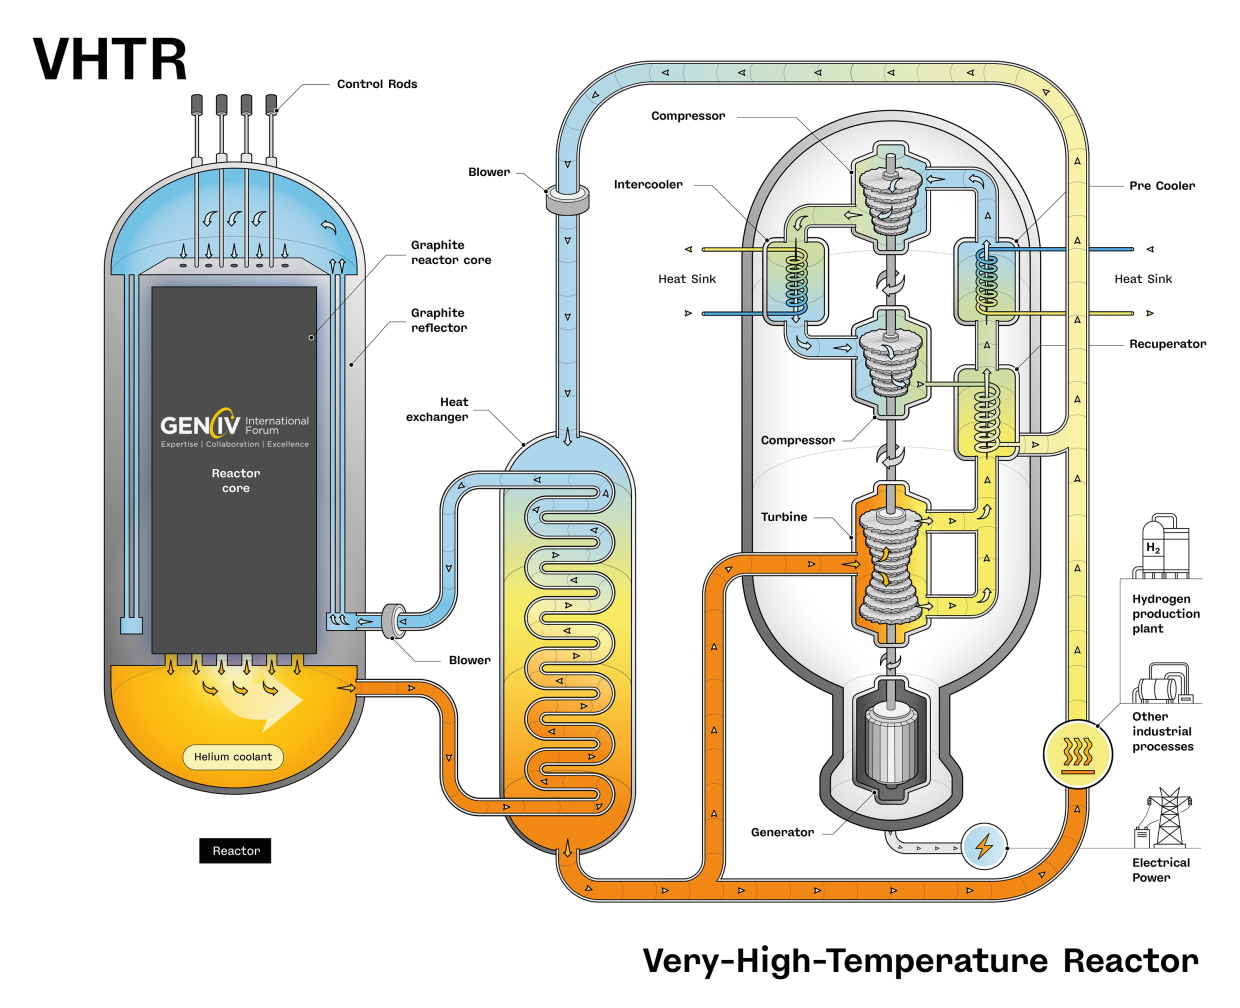 VHTR
Control Rods
Compressor
Blower
Intercooler
Pre Cooler
Graphite
reactor core
Heat Sink
Heat Sink
Graphite
reflector
Recuperator
Heat
exchanger
GENIV International
Forum
Expertise | Collaboration | Excellence
Compressor
Reactor
core
Turbine
H2
Hydrogen
production
plant
Blower
Other
industrial
processes
Helium coolant
Generator
Reactor
Electrical
Power
Very-High-Temperature Reactor